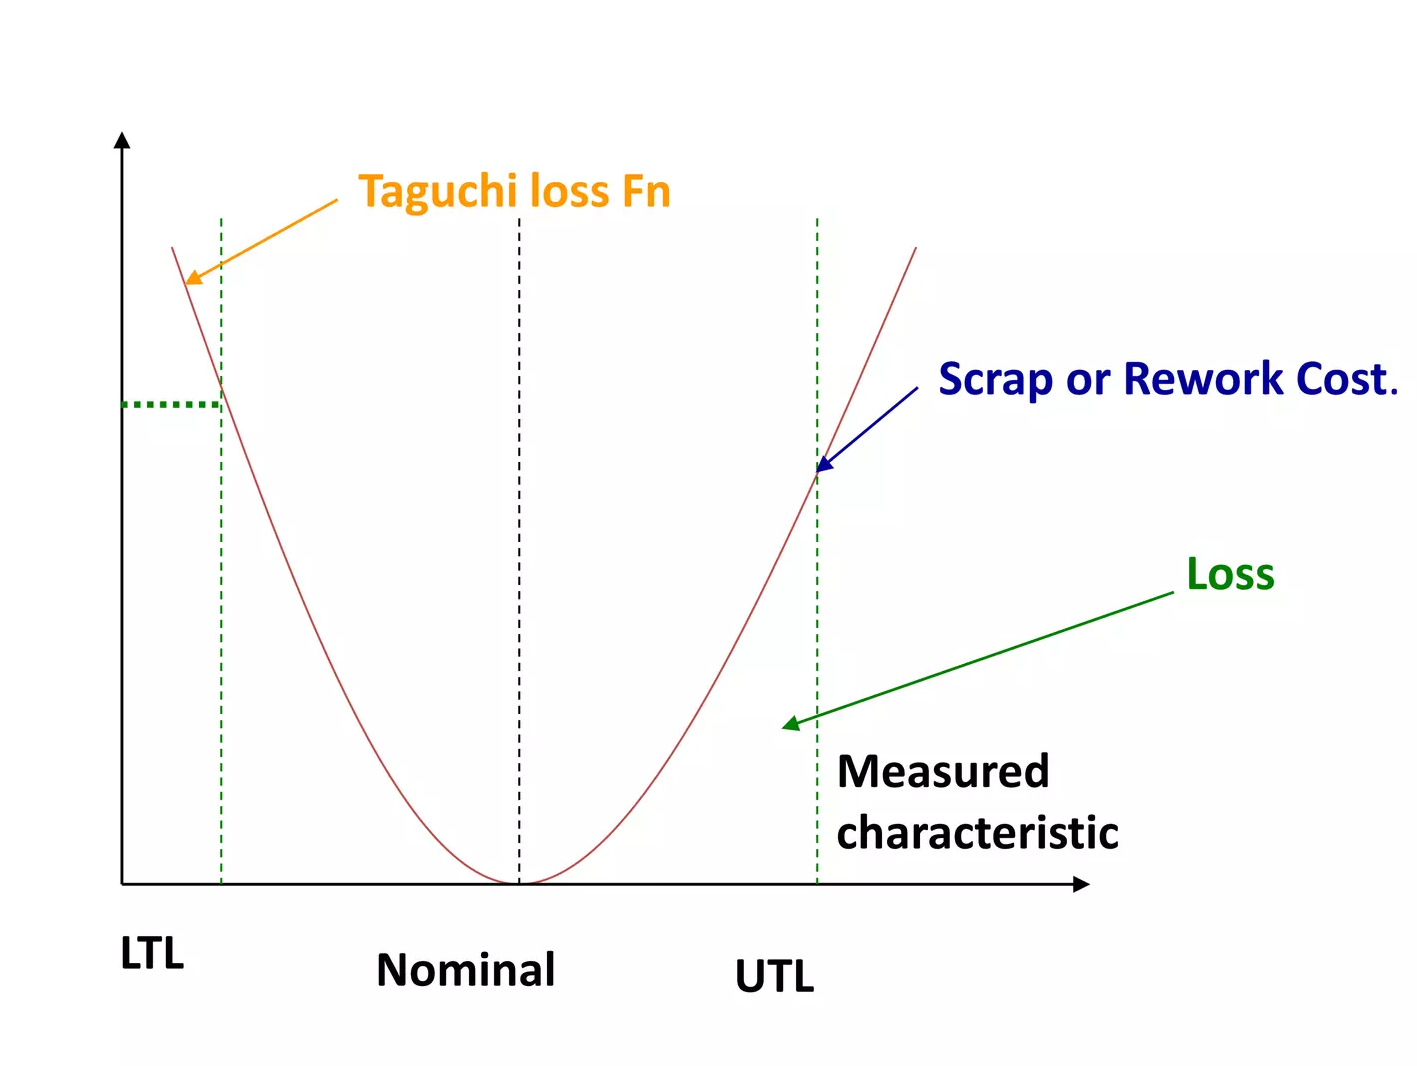 Taguchi loss Fn
Scrap or Rework Cost.
Loss
Measured
characteristic
LTL
Nominal
UTL